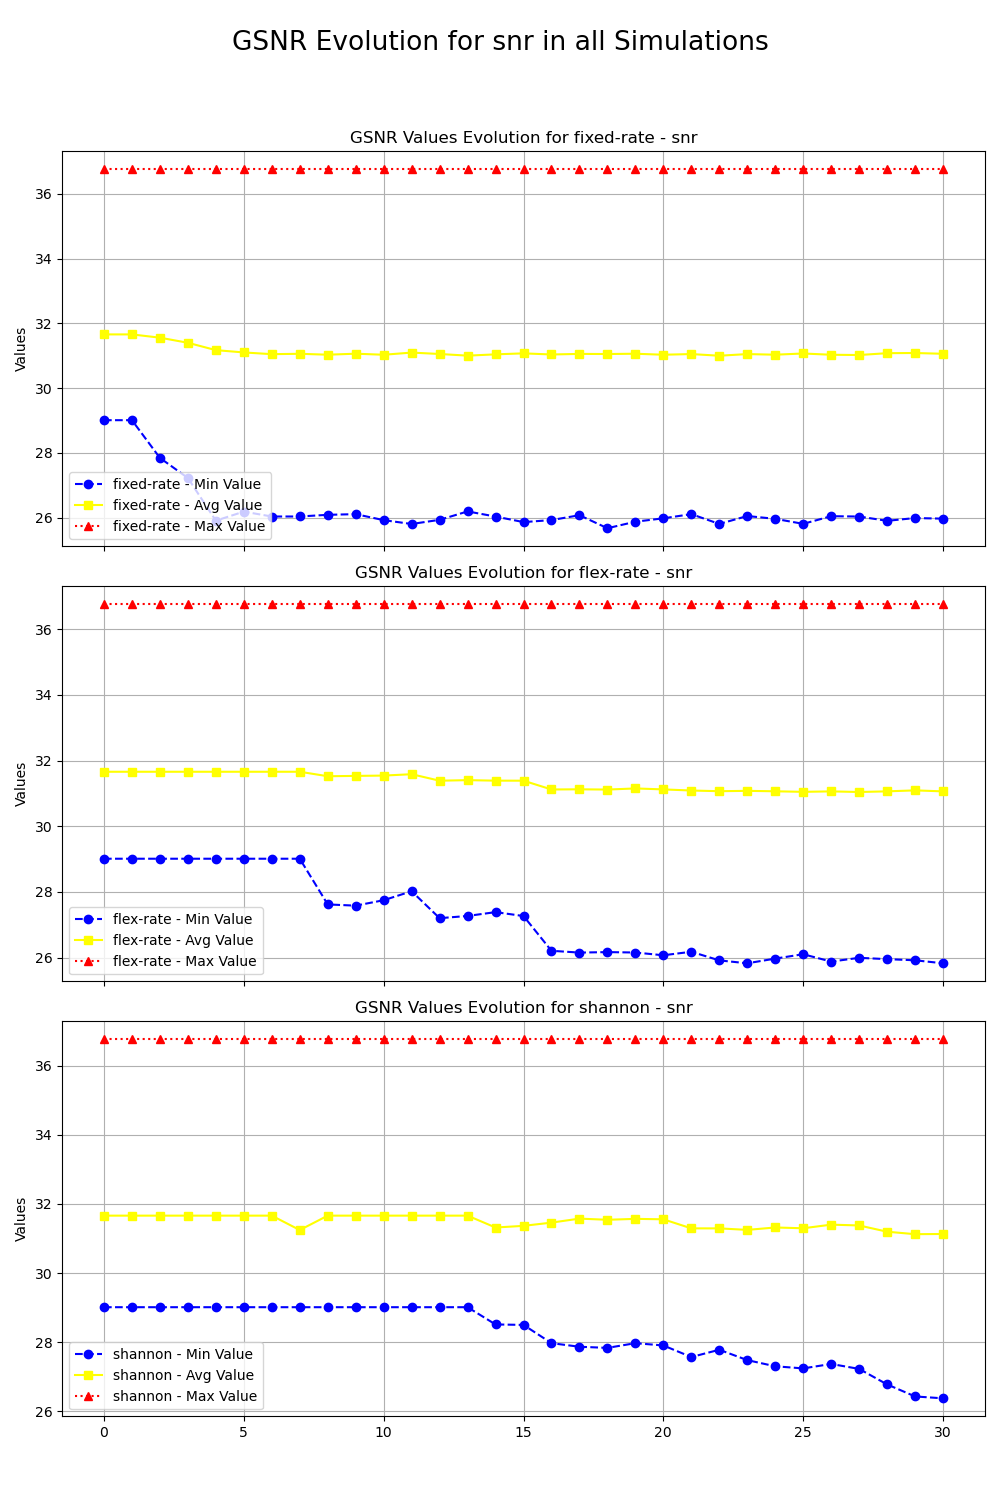 GSNR Evolution for snr in all Simulations
GSNR Values Evolution for fixed-rate - snr
36
34
32
30
28
26
Values
fixed-rate - Min Value
fixed-rate - Avg Value
fixed-rate - Max Value
GSNR Values Evolution for flex-rate - snr
36
34
32
30
28
26
Values
flex-rate - Min Value
flex-rate - Avg Value
flex-rate - Max Value
GSNR Values Evolution for shannon - snr
36
34
32
30
28
26
Values
shannon - Min Value
shannon - Avg Value
shannon - Max Value
0 5 10 15 20 25 30